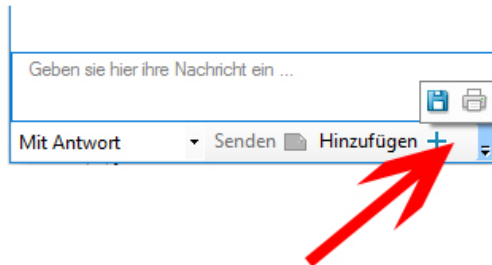 Geben sie hier ihre Nachricht ein ...
Mit Antwort Senden Hinzufügen